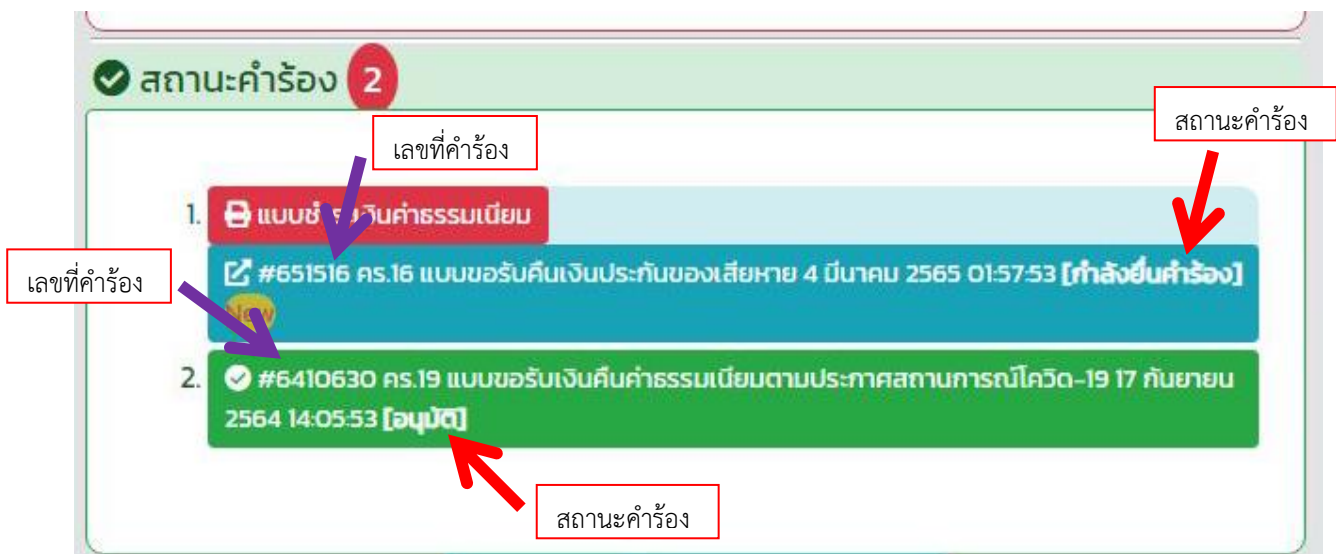 สถานะคำร้อง 2
สถานะคำร้อง
เลขที่คำร้อง
1. แบบชำระเงินค่าธรรมเนียม
เลขที่คำร้อง
#651516 คร.16 แบบขอรับคืนเงินประกันของเสียหาย 4 มีนาคม 2565 01:57:53 [กำลังยื่นคำร้อง]
New
2. #6410630 คร.19 แบบขอรับเงินคืนค่าธรรมเนียมตามประกาศสถานการณ์โควิด-19 17 กันยายน
2564 14:05:53 [อนุมัติ]
สถานะคำร้อง